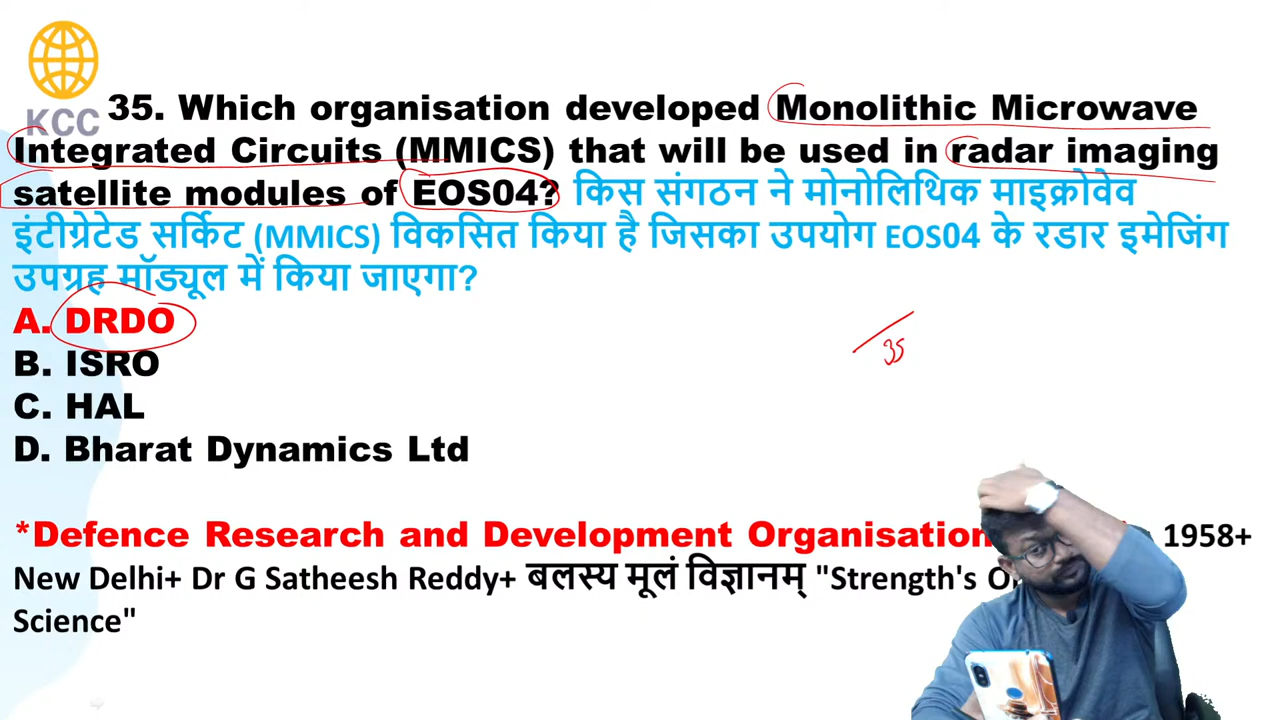 KCC
35. Which organisation developed Monolithic Microwave
Integrated Circuits (MMICS) that will be used in radar imaging
satellite modules of EOS04? किस संगठन ने मोनोलिथिक माइक्रोवेव
इंटीग्रेटेड सर्किट (MMICS) विकसित किया है जिसका उपयोग EOS04 के रडार इमेजिंग
उपग्रह मॉड्यूल में किया जाएगा?
A. DRDO
35
B. ISRO
C. HAL
D. Bharat Dynamics Ltd
*Defence Research and Development Organisation 1958+
New Delhi+ Dr G Satheesh Reddy+ बलस्य मूलं विज्ञानम् "Strength's
Science"